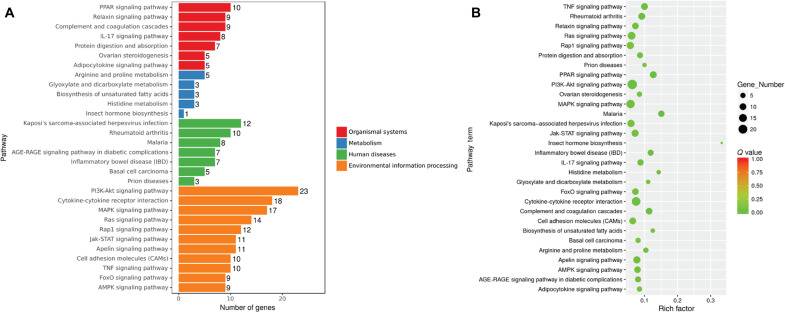 A
PPAR signaling pathway 10
Relaxin signaling pathway 9
Complement and coagulation cascades 9
IL-17 signaling pathway 8
Protein digestion and absorption 7
Ovarian steroidogenesis 5
Adipocytokine signaling pathway 5
Arginine and proline metabolism 5
Glyoxylate and dicarboxylate metabolism 3
Biosynthesis of unsaturated fatty acids 3
Histidine metabolism 3
Insect hormone biosynthesis 1
Kaposi's sarcoma-associated herpesvirus infection 12
Rheumatoid arthritis 10
Malaria 8
AGE-RAGE signaling pathway in diabetic complications 7
Inflammatory bowel disease (IBD) 7
Basal cell carcinoma 5
Prion diseases 3
PI3K-Akt signaling pathway 23
Cytokine-cytokine receptor interaction 18
MAPK signaling pathway 17
Ras signaling pathway 14
Rap1 signaling pathway 12
Jak-STAT signaling pathway 11
Apelin signaling pathway 11
Cell adhesion molecules (CAMs) 10
TNF signaling pathway 10
FoxO signaling pathway 9
AMPK signaling pathway 9
0 10 20
Number of genes
Pathway
Organismal systems
Metabolism
Human diseases
Environmental information processing
B
TNF signaling pathway
Rheumatoid arthritis
Relaxin signaling pathway
Ras signaling pathway
Rap1 signaling pathway
Protein digestion and absorption
Prion diseases
PPAR signaling pathway
PI3K-Akt signaling pathway
Ovarian steroidogenesis
MAPK signaling pathway
Malaria
Kaposi's sarcoma-associated herpesvirus infection
Jak-STAT signaling pathway
Insect hormone biosynthesis
Inflammatory bowel disease (IBD)
IL-17 signaling pathway
Histidine metabolism
Glyoxylate and dicarboxylate metabolism
FoxO signaling pathway
Cytokine-cytokine receptor interaction
Complement and coagulation cascades
Cell adhesion molecules (CAMs)
Biosynthesis of unsaturated fatty acids
Basal cell carcinoma
Arginine and proline metabolism
Apelin signaling pathway
AMPK signaling pathway
AGE-RAGE signaling pathway in diabetic complications
Adipocytokine signaling pathway
0.1 0.2 0.3
Rich factor
Pathway term
Gene_Number
5
10
15
20
Q value
1.00
0.75
0.50
0.25
0.00